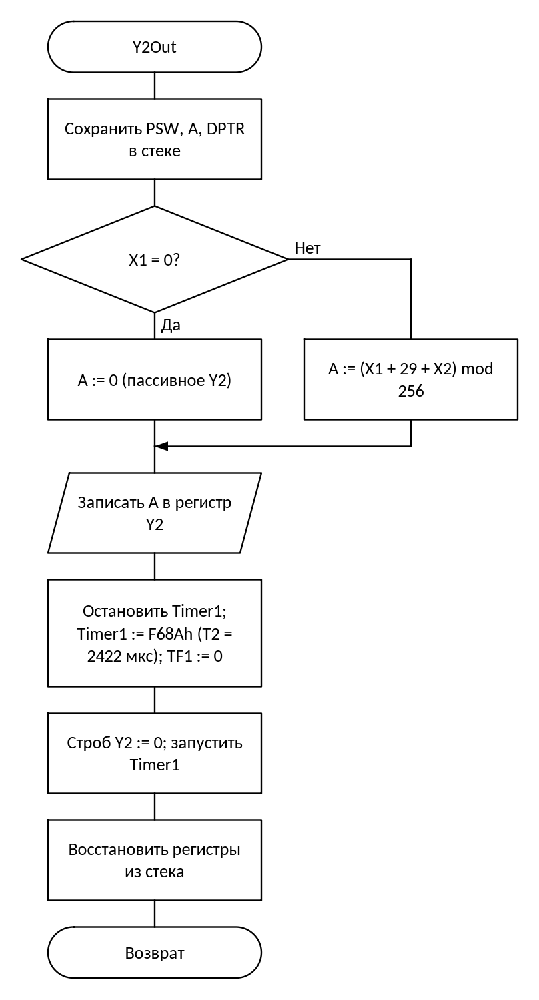 Y2Out
Сохранить PSW, A, DPTR
в стеке
X1 = 0?
Нет
Да
A := 0 (пассивное Y2)
A := (X1 + 29 + X2) mod
256
Записать A в регистр
Y2
Остановить Timer1;
Timer1 := F68Ah (T2 =
2422 мкс); TF1 := 0
Строб Y2 := 0; запустить
Timer1
Восстановить регистры
из стека
Возврат